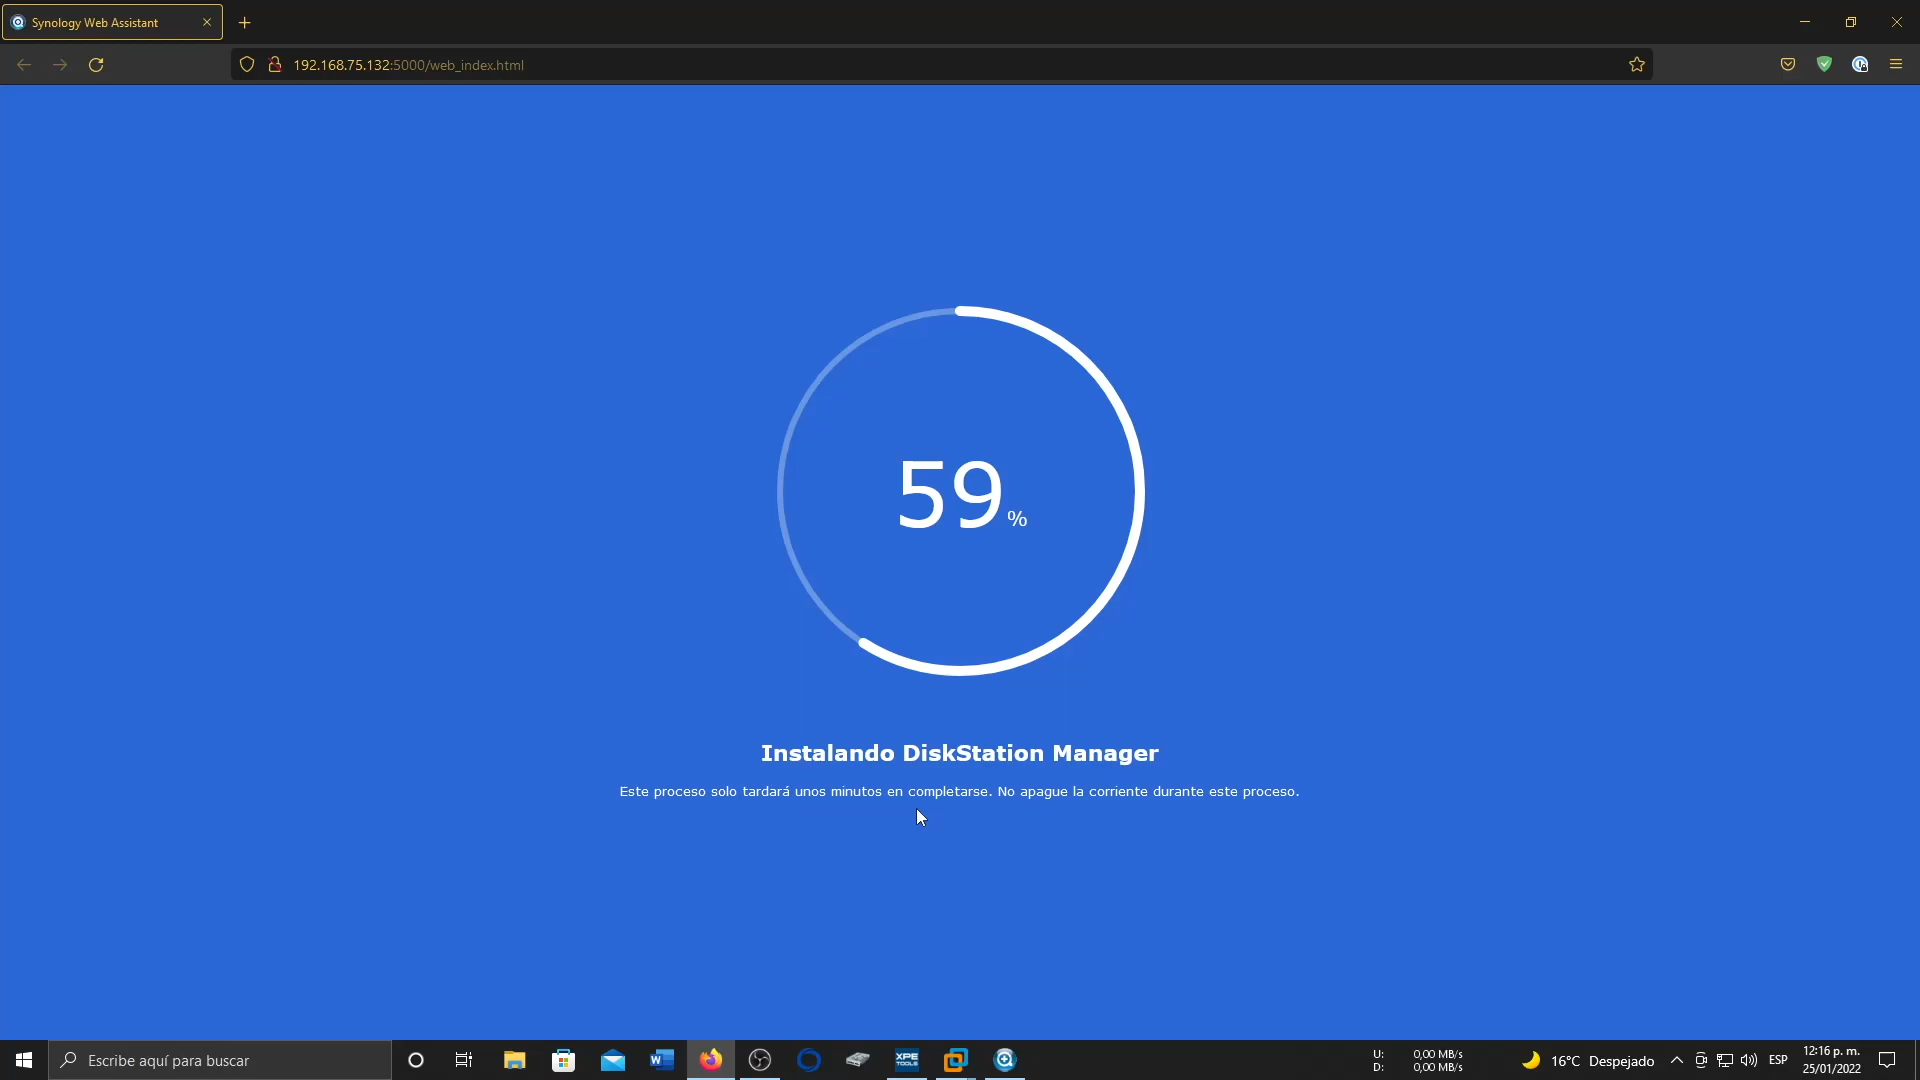 Synology Web Assistant
192.168.75.132:5000/web_index.html
59%
Instalando DiskStation Manager
Este proceso solo tardará unos minutos en completarse. No apague la corriente durante este proceso.
Escribe aquí para buscar
W
XPE
TOOLS
U: 0,00 MB/s
D: 0,00 MB/s
16°C Despejado
ESP
12:16 p. m.
25/01/2022